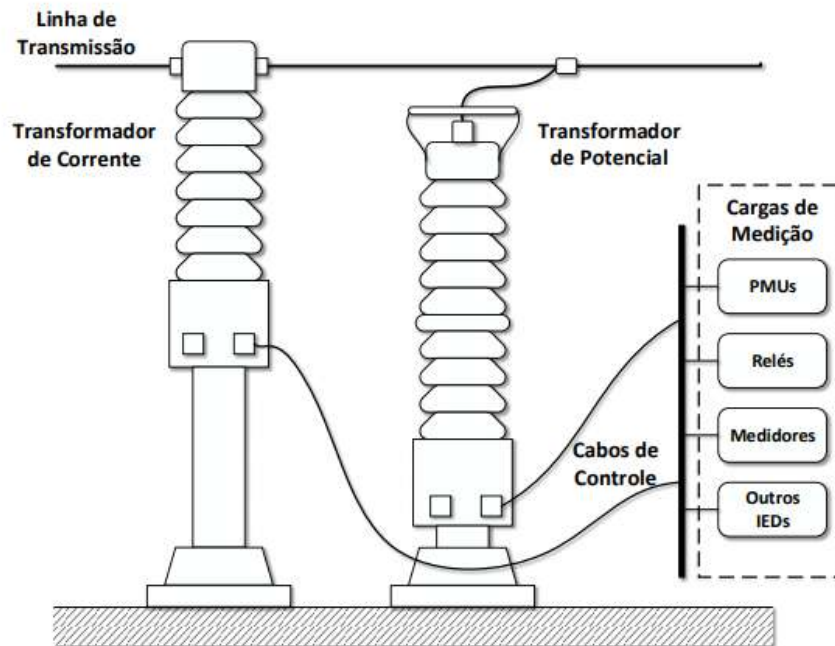 Linha de
Transmissão
Transformador
de Corrente
Transformador
de Potencial
Cargas de
Medição
PMUs
Relés
Medidores
Outros
IEDs
Cabos de
Controle